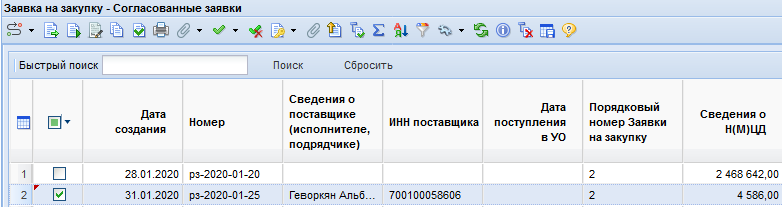 Заявка на закупку - Согласованные заявки
Быстрый поиск Поиск Сбросить
Дата создания Номер Сведения о поставщике (исполнителе, подрядчике) ИНН поставщика Дата поступления в УО Порядковый номер Заявки на закупку Сведения о Н(М)ЦД
1 28.01.2020 рз-2020-01-20 2 2 468 642,00
2 31.01.2020 рз-2020-01-25 Геворкян Альб... 700100058606 2 4 586,00